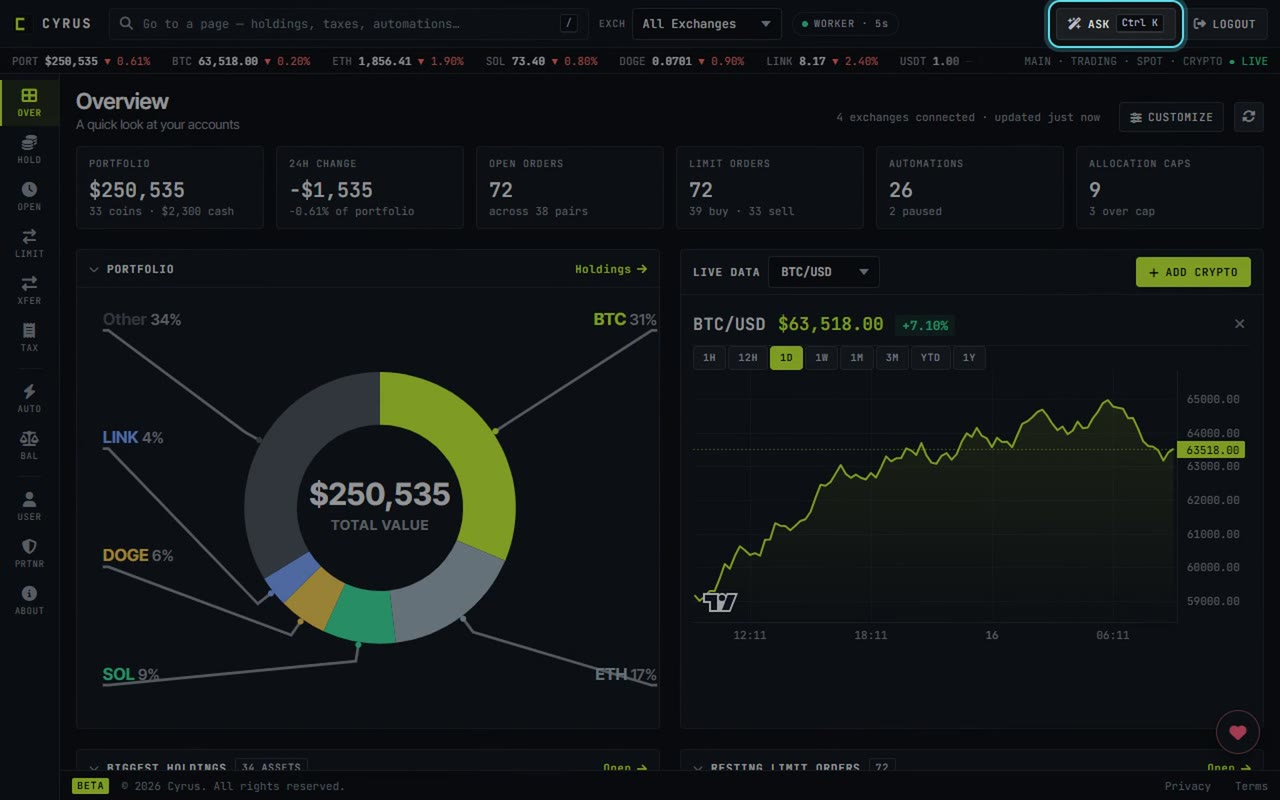 CYRUS
Go to a page — holdings, taxes, automations…
/
EXCH
All Exchanges
WORKER · 5s
ASK
Ctrl K
LOGOUT
PORT $250,535 ▼ 0.61%
BTC 63,518.00 ▼ 0.20%
ETH 1,856.41 ▼ 1.90%
SOL 73.40 ▼ 0.80%
DOGE 0.0701 ▼ 0.90%
LINK 8.17 ▼ 2.40%
USDT 1.00
MAIN · TRADING · SPOT · CRYPTO
LIVE
OVER
HOLD
OPEN
LIMIT
XFER
TAX
AUTO
BAL
USER
PRTNR
ABOUT
Overview
A quick look at your accounts
4 exchanges connected · updated just now
CUSTOMIZE
PORTFOLIO
$250,535
33 coins · $2,300 cash
24H CHANGE
-$1,535
-0.61% of portfolio
OPEN ORDERS
72
across 38 pairs
LIMIT ORDERS
72
39 buy · 33 sell
AUTOMATIONS
26
2 paused
ALLOCATION CAPS
9
3 over cap
PORTFOLIO
Holdings →
Other 34%
BTC 31%
LINK 4%
DOGE 6%
SOL 9%
ETH 17%
$250,535
TOTAL VALUE
LIVE DATA
BTC/USD
+ ADD CRYPTO
BTC/USD $63,518.00 +7.10%
1H 12H 1D 1W 1M 3M YTD 1Y
65000.00
64000.00
63518.00
63000.00
62000.00
61000.00
60000.00
59000.00
12:11 18:11 16 06:11
BIGGEST HOLDINGS 34 ASSETS
Open →
RESTING LIMIT ORDERS 72
Open →
BETA
© 2026 Cyrus. All rights reserved.
Privacy
Terms